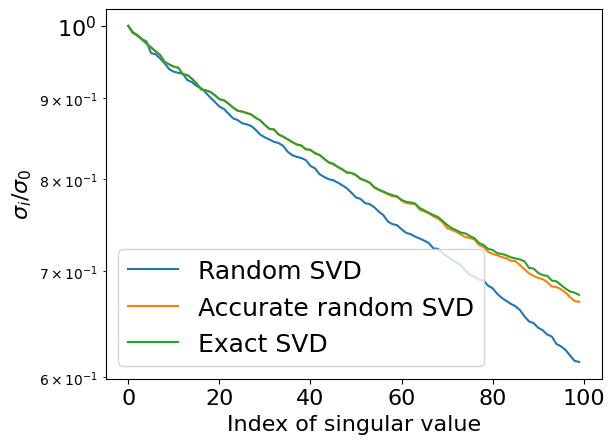 10⁰
9 × 10⁻¹
8 × 10⁻¹
7 × 10⁻¹
6 × 10⁻¹
σᵢ/σ₀
Random SVD
Accurate random SVD
Exact SVD
0 20 40 60 80 100
Index of singular value